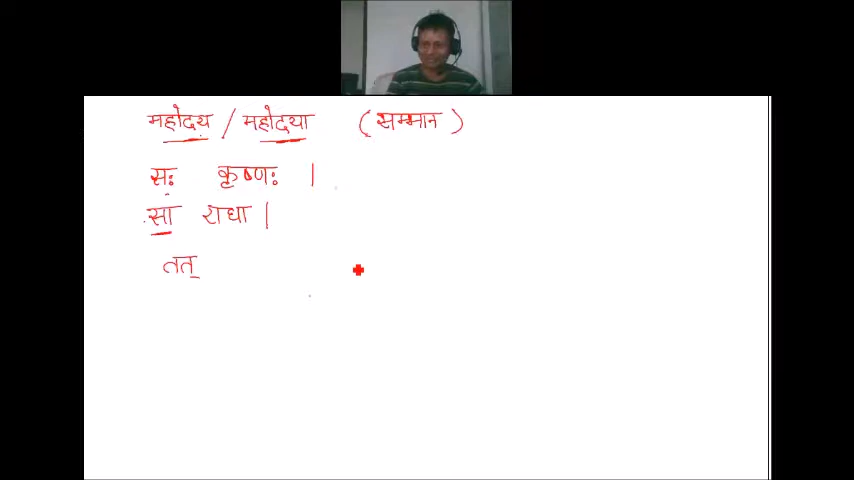 महोदय / महोदया (सम्मान)
सः कृष्णः |
सा राधा |
तत्